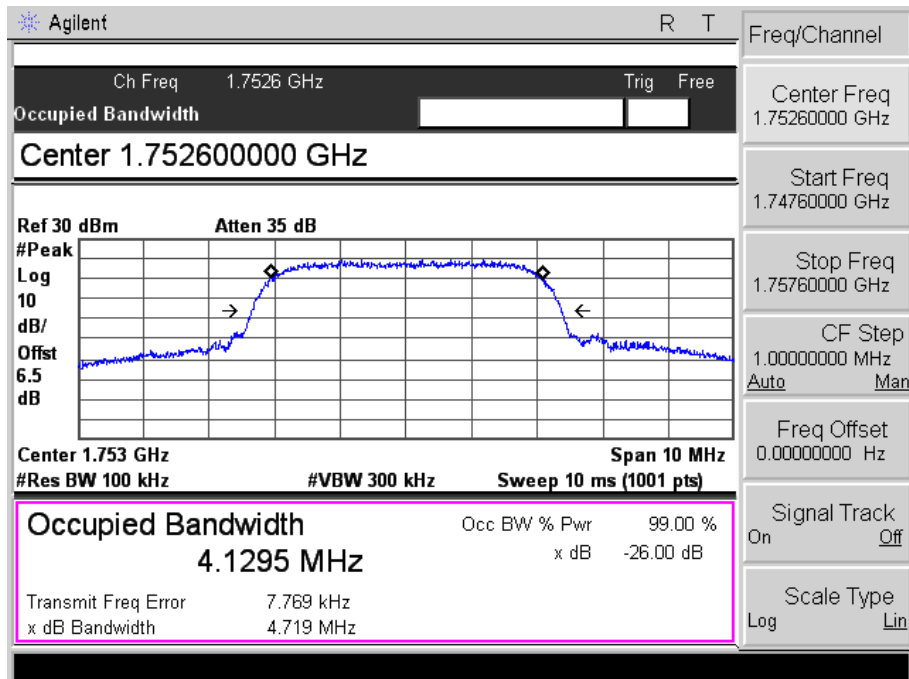 Agilent R T
Ch Freq 1.7526 GHz Trig Free
Occupied Bandwidth
Center 1.752600000 GHz
Ref 30 dBm Atten 35 dB
#Peak
Log
10
dB/
Offst
6.5
dB
Center 1.753 GHz Span 10 MHz
#Res BW 100 kHz #VBW 300 kHz Sweep 10 ms (1001 pts)
Occupied Bandwidth Occ BW % Pwr 99.00 %
4.1295 MHz x dB -26.00 dB
Transmit Freq Error 7.769 kHz
x dB Bandwidth 4.719 MHz
Freq/Channel
Center Freq
1.75260000 GHz
Start Freq
1.74760000 GHz
Stop Freq
1.75760000 GHz
CF Step
1.00000000 MHz
Auto Man
Freq Offset
0.00000000 Hz
Signal Track
On Off
Scale Type
Log Lin